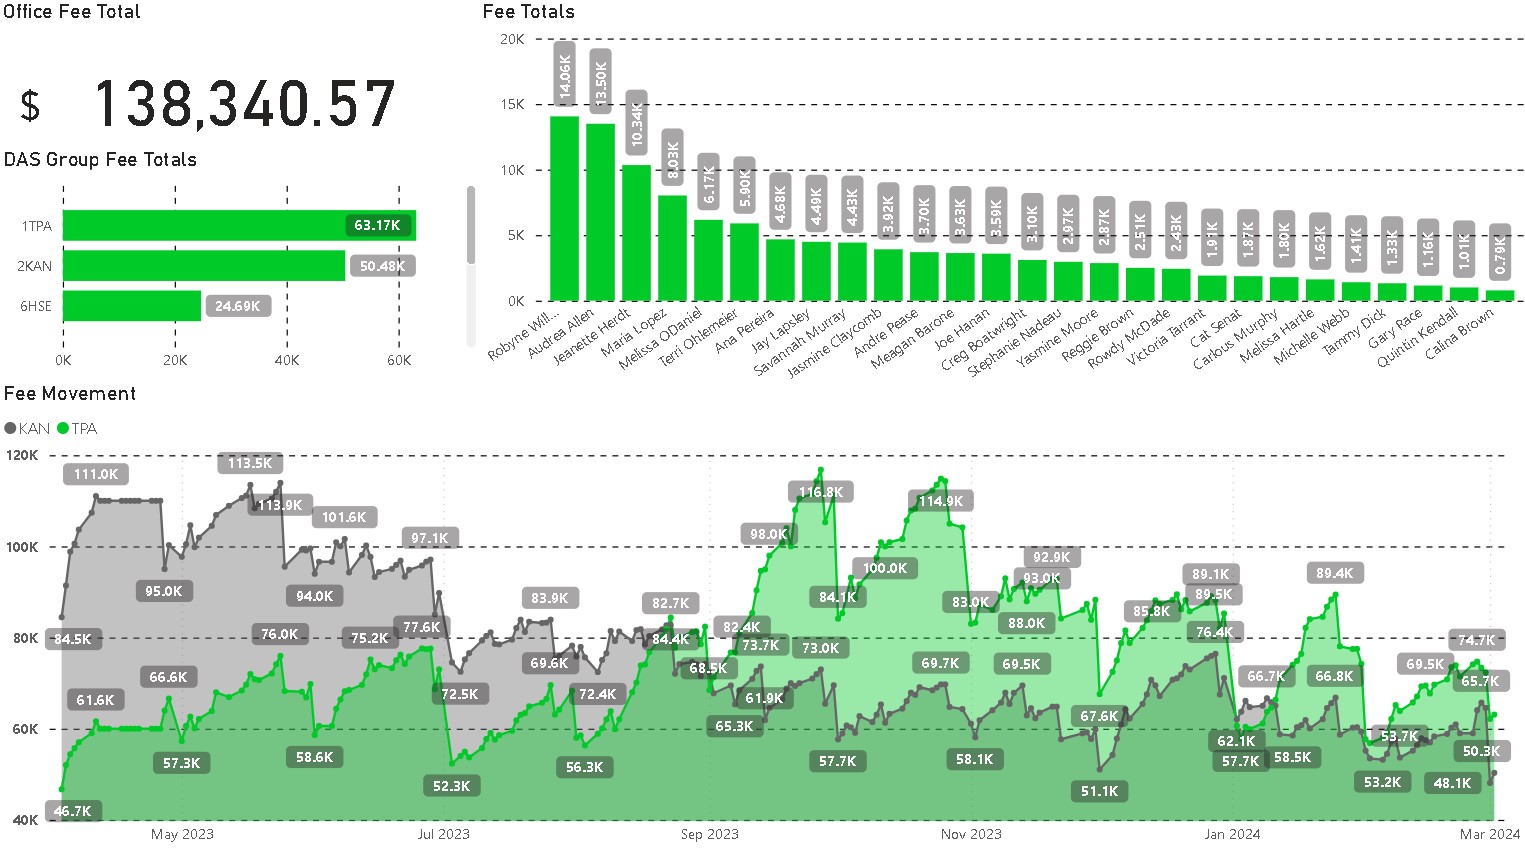 Office Fee Total
$ 138,340.57
DAS Group Fee Totals
1TPA 63.17K
2KAN 50.48K
6HSE 24.69K
0K 20K 40K 60K
Fee Totals
20K
15K
10K
5K
0K
14.06K 13.50K 10.34K 8.03K 6.17K 5.90K 4.68K 4.49K 4.43K 3.92K 3.70K 3.63K 3.59K 3.10K 2.97K 2.87K 2.51K 2.43K 1.91K 1.87K 1.80K 1.62K 1.41K 1.33K 1.16K 1.01K 0.79K
Robyne Will...
Audrea Allen
Jeanette Herdt
Maria Lopez
Melissa ODaniel
Terri Ohlemeier
Ana Pereira
Jay Lapsley
Savannah Murray
Jasmine Claycomb
Andre Pease
Meagan Barone
Joe Hanan
Creg Boatwright
Stephanie Nadeau
Yasmine Moore
Reggie Brown
Rowdy McDade
Victoria Tarrant
Cat Senat
Carlous Murphy
Melissa Hartle
Michelle Webb
Tammy Dick
Gary Race
Quintin Kendall
Calina Brown
Fee Movement
KAN TPA
120K
100K
80K
60K
40K
111.0K 113.5K 113.9K 101.6K 97.1K
84.5K 95.0K 94.0K 72.5K 83.9K 72.4K 82.7K
46.7K 61.6K 66.6K 57.3K 76.0K 58.6K 75.2K 77.6K 52.3K 69.6K 56.3K 84.4K
68.5K 82.4K 73.7K 65.3K 61.9K 98.0K 116.8K 73.0K 84.1K 57.7K
100.0K 114.9K 69.7K 83.0K 58.1K 92.9K 93.0K 88.0K 69.5K
67.6K 51.1K 85.8K 89.1K 89.5K 76.4K
62.1K 57.7K 66.7K 58.5K 89.4K 66.8K
53.2K 53.7K 69.5K 74.7K 65.7K 50.3K 48.1K
May 2023 Jul 2023 Sep 2023 Nov 2023 Jan 2024 Mar 2024